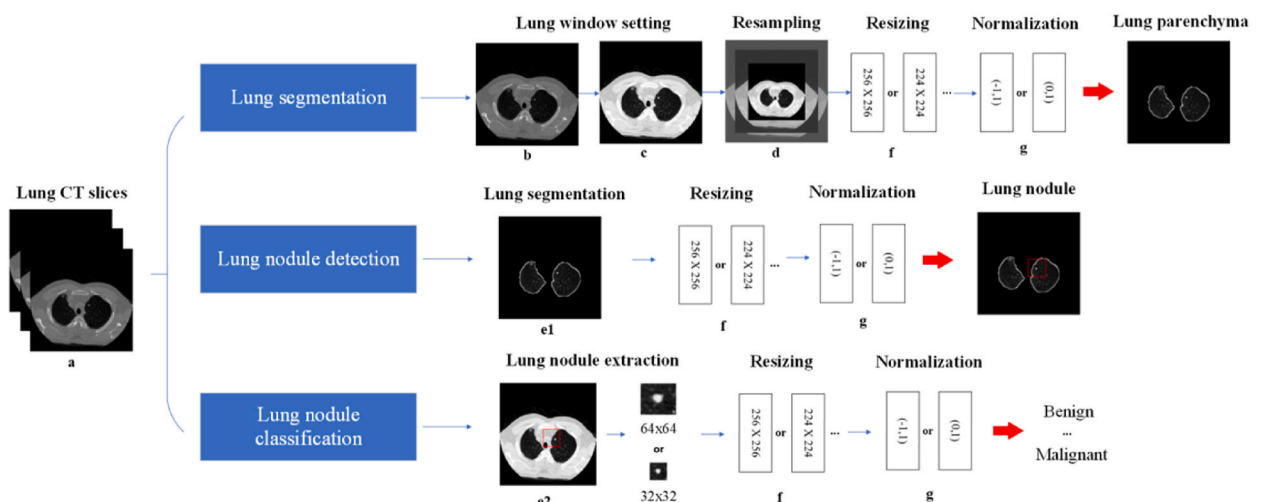 Lung window setting
Resampling
Resizing
Normalization
Lung parenchyma
Lung segmentation
256 X 256
or
224 X 224
...
(-1,1)
or
(0,1)
b
c
d
f
g
Lung CT slices
a
Lung nodule detection
Lung segmentation
Resizing
Normalization
Lung nodule
256 X 256
or
224 X 224
...
(-1,1)
or
(0,1)
e1
f
g
Lung nodule
classification
Lung nodule extraction
Resizing
Normalization
64x64
or
32x32
256 X 256
or
224 X 224
...
(-1,1)
or
(0,1)
Benign
...
Malignant
e2
f
g